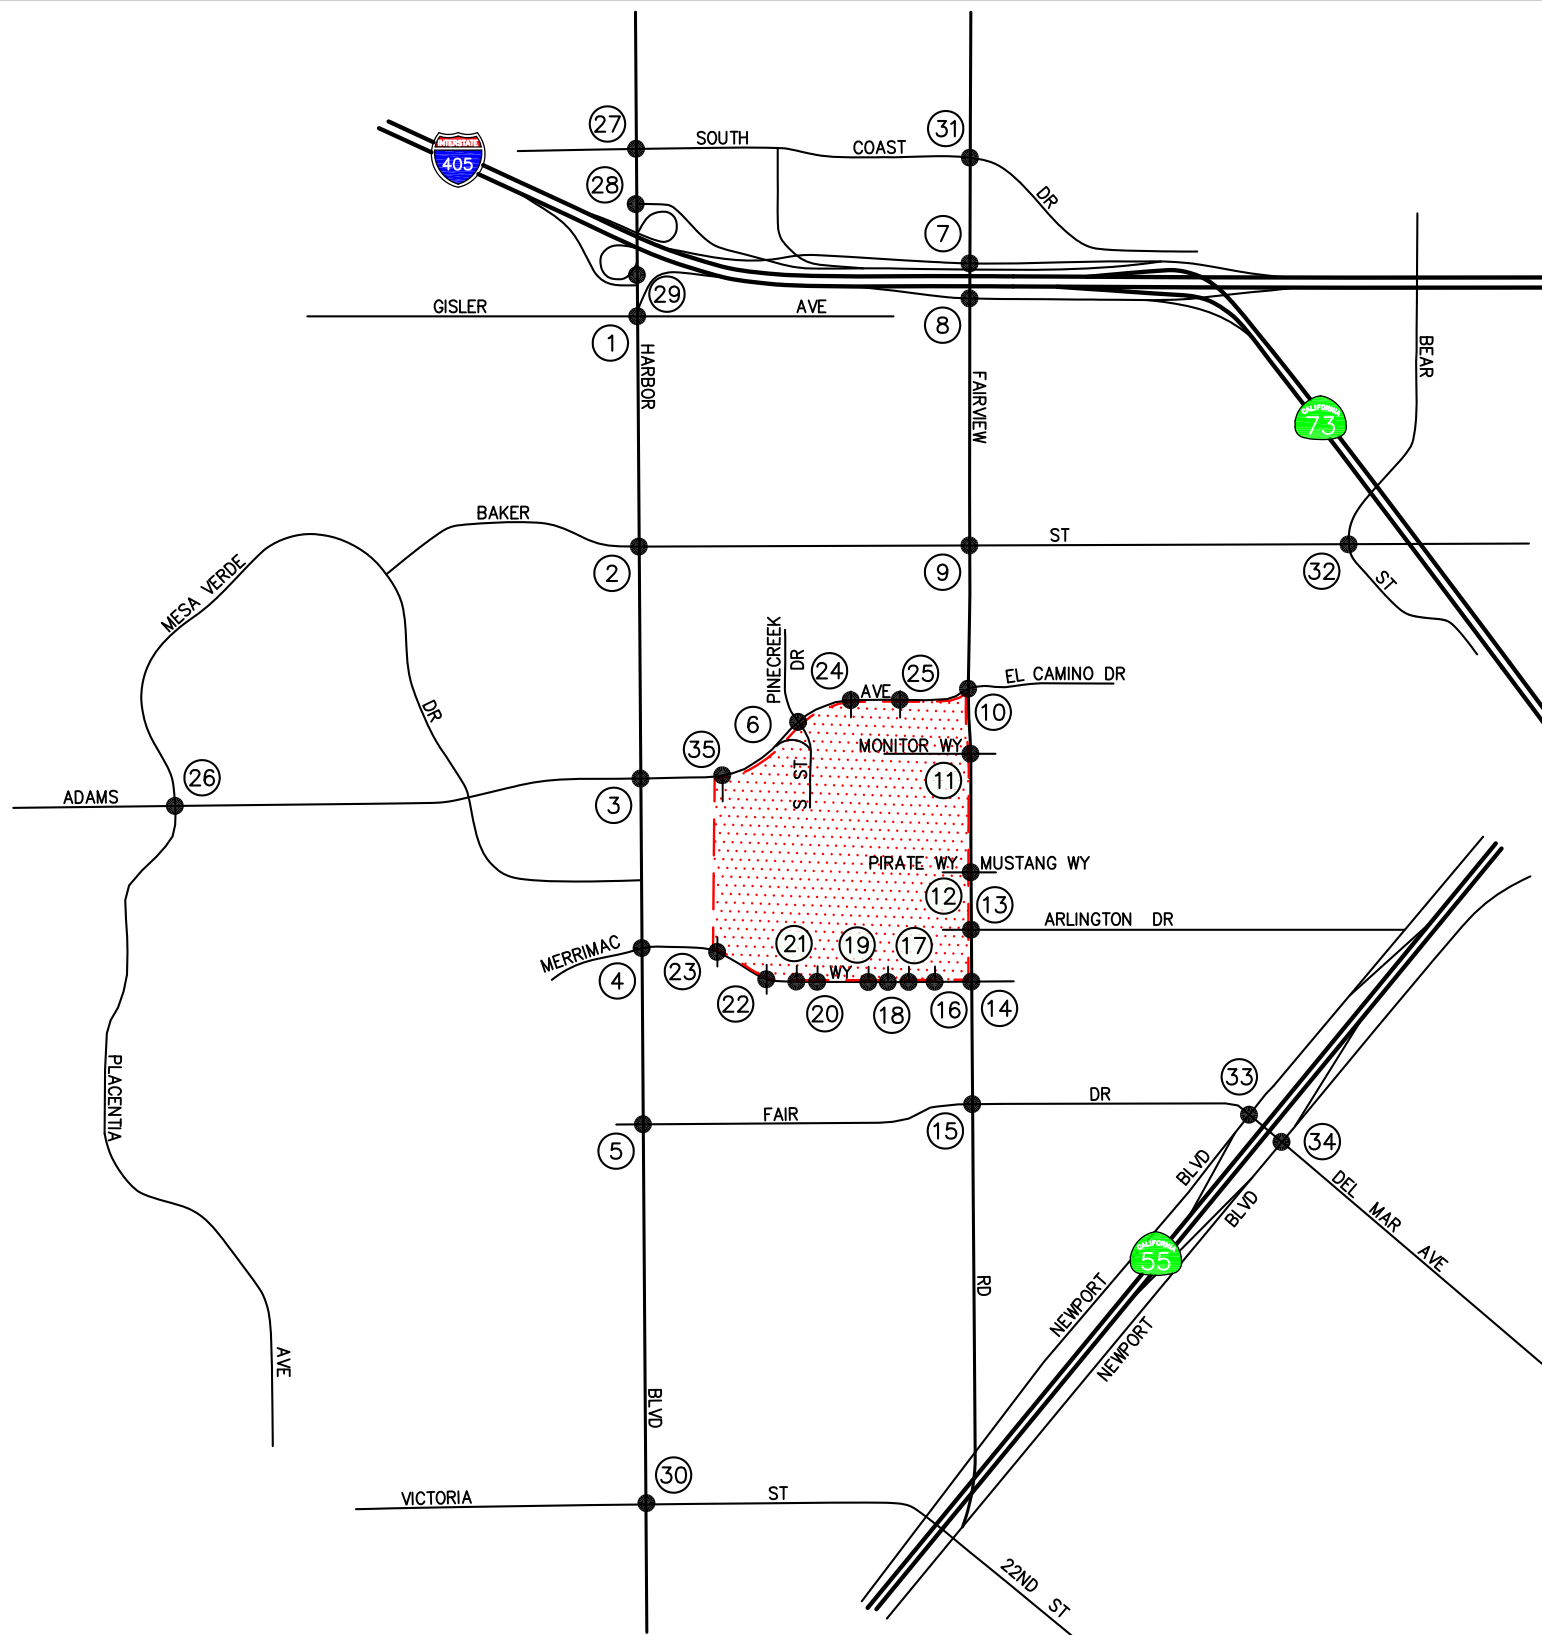 27
31
SOUTH
COAST
INTERSTATE
405
28
DR
7
29
GISLER
AVE
8
1
HARBOR
BEAR
FAIRVIEW
CALIFORNIA
73
BAKER
ST
2
9
32
ST
MESA VERDE
PINECREEK
DR
24
25
EL CAMINO DR
AVE
DR
6
10
35
MONITOR WY
26
11
S ST
ADAMS
3
PIRATE WY
MUSTANG WY
12
13
ARLINGTON DR
MERRIMAC
21
19
17
4
23
WY
22
20
18
16
14
PLACENTIA
33
FAIR
DR
5
15
34
BLVD
BLVD
DEL MAR AVE
CALIFORNIA
55
RD
NEWPORT
NEWPORT
AVE
BLVD
30
VICTORIA
ST
22ND ST